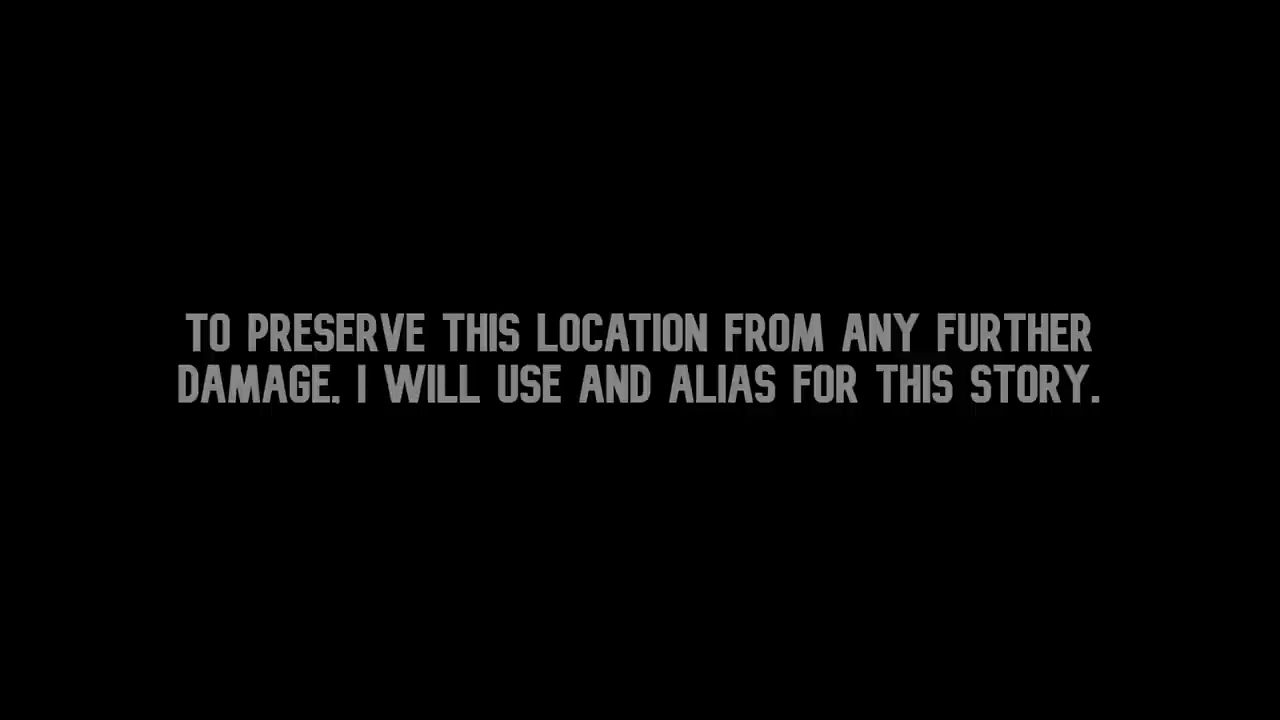 TO PRESERVE THIS LOCATION FROM ANY FURTHER
DAMAGE, I WILL USE AND ALIAS FOR THIS STORY.